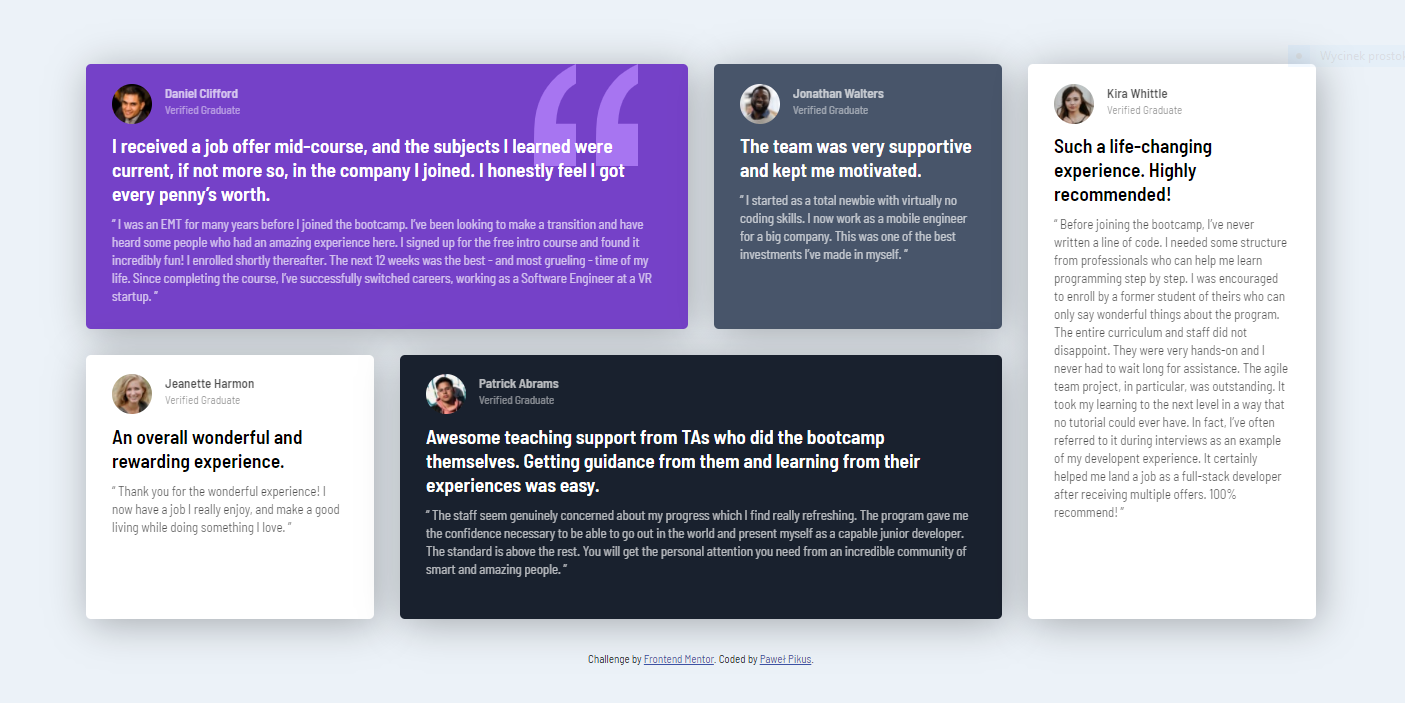 Wycinek prostok
Daniel Clifford
Verified Graduate
I received a job offer mid-course, and the subjects I learned were
current, if not more so, in the company I joined. I honestly feel I got
every penny’s worth.
“ I was an EMT for many years before I joined the bootcamp. I’ve been looking to make a transition and have
heard some people who had an amazing experience here. I signed up for the free intro course and found it
incredibly fun! I enrolled shortly thereafter. The next 12 weeks was the best - and most grueling - time of my
life. Since completing the course, I’ve successfully switched careers, working as a Software Engineer at a VR
startup. ”
Jonathan Walters
Verified Graduate
The team was very supportive
and kept me motivated.
“ I started as a total newbie with virtually no
coding skills. I now work as a mobile engineer
for a big company. This was one of the best
investments I’ve made in myself. ”
Kira Whittle
Verified Graduate
Such a life-changing
experience. Highly
recommended!
“ Before joining the bootcamp, I’ve never
written a line of code. I needed some structure
from professionals who can help me learn
programming step by step. I was encouraged
to enroll by a former student of theirs who can
only say wonderful things about the program.
The entire curriculum and staff did not
disappoint. They were very hands-on and I
never had to wait long for assistance. The agile
team project, in particular, was outstanding. It
took my learning to the next level in a way that
no tutorial could ever have. In fact, I’ve often
referred to it during interviews as an example
of my developent experience. It certainly
helped me land a job as a full-stack developer
after receiving multiple offers. 100%
recommend! ”
Jeanette Harmon
Verified Graduate
An overall wonderful and
rewarding experience.
“ Thank you for the wonderful experience! I
now have a job I really enjoy, and make a good
living while doing something I love. ”
Patrick Abrams
Verified Graduate
Awesome teaching support from TAs who did the bootcamp
themselves. Getting guidance from them and learning from their
experiences was easy.
“ The staff seem genuinely concerned about my progress which I find really refreshing. The program gave me
the confidence necessary to be able to go out in the world and present myself as a capable junior developer.
The standard is above the rest. You will get the personal attention you need from an incredible community of
smart and amazing people. ”
Challenge by Frontend Mentor. Coded by Paweł Pikus.